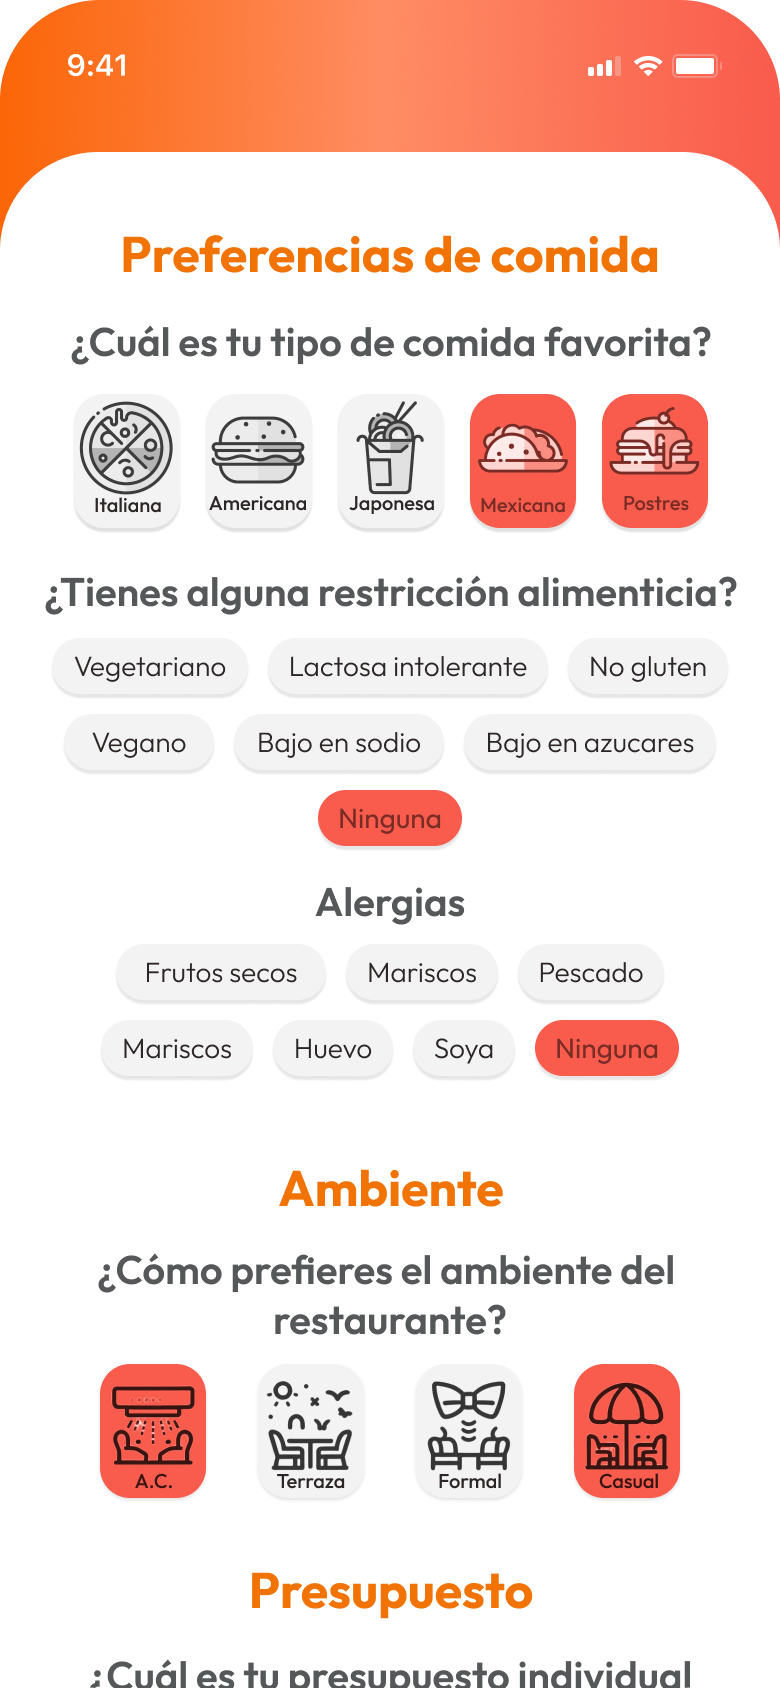 9:41
Preferencias de comida
¿Cuál es tu tipo de comida favorita?
Italiana Americana Japonesa Mexicana Postres
¿Tienes alguna restricción alimenticia?
Vegetariano Lactosa intolerante No gluten
Vegano Bajo en sodio Bajo en azucares
Ninguna
Alergias
Frutos secos Mariscos Pescado
Mariscos Huevo Soya Ninguna
Ambiente
¿Cómo prefieres el ambiente del
restaurante?
A.C. Terraza Formal Casual
Presupuesto
¿Cuál es tu presupuesto individual